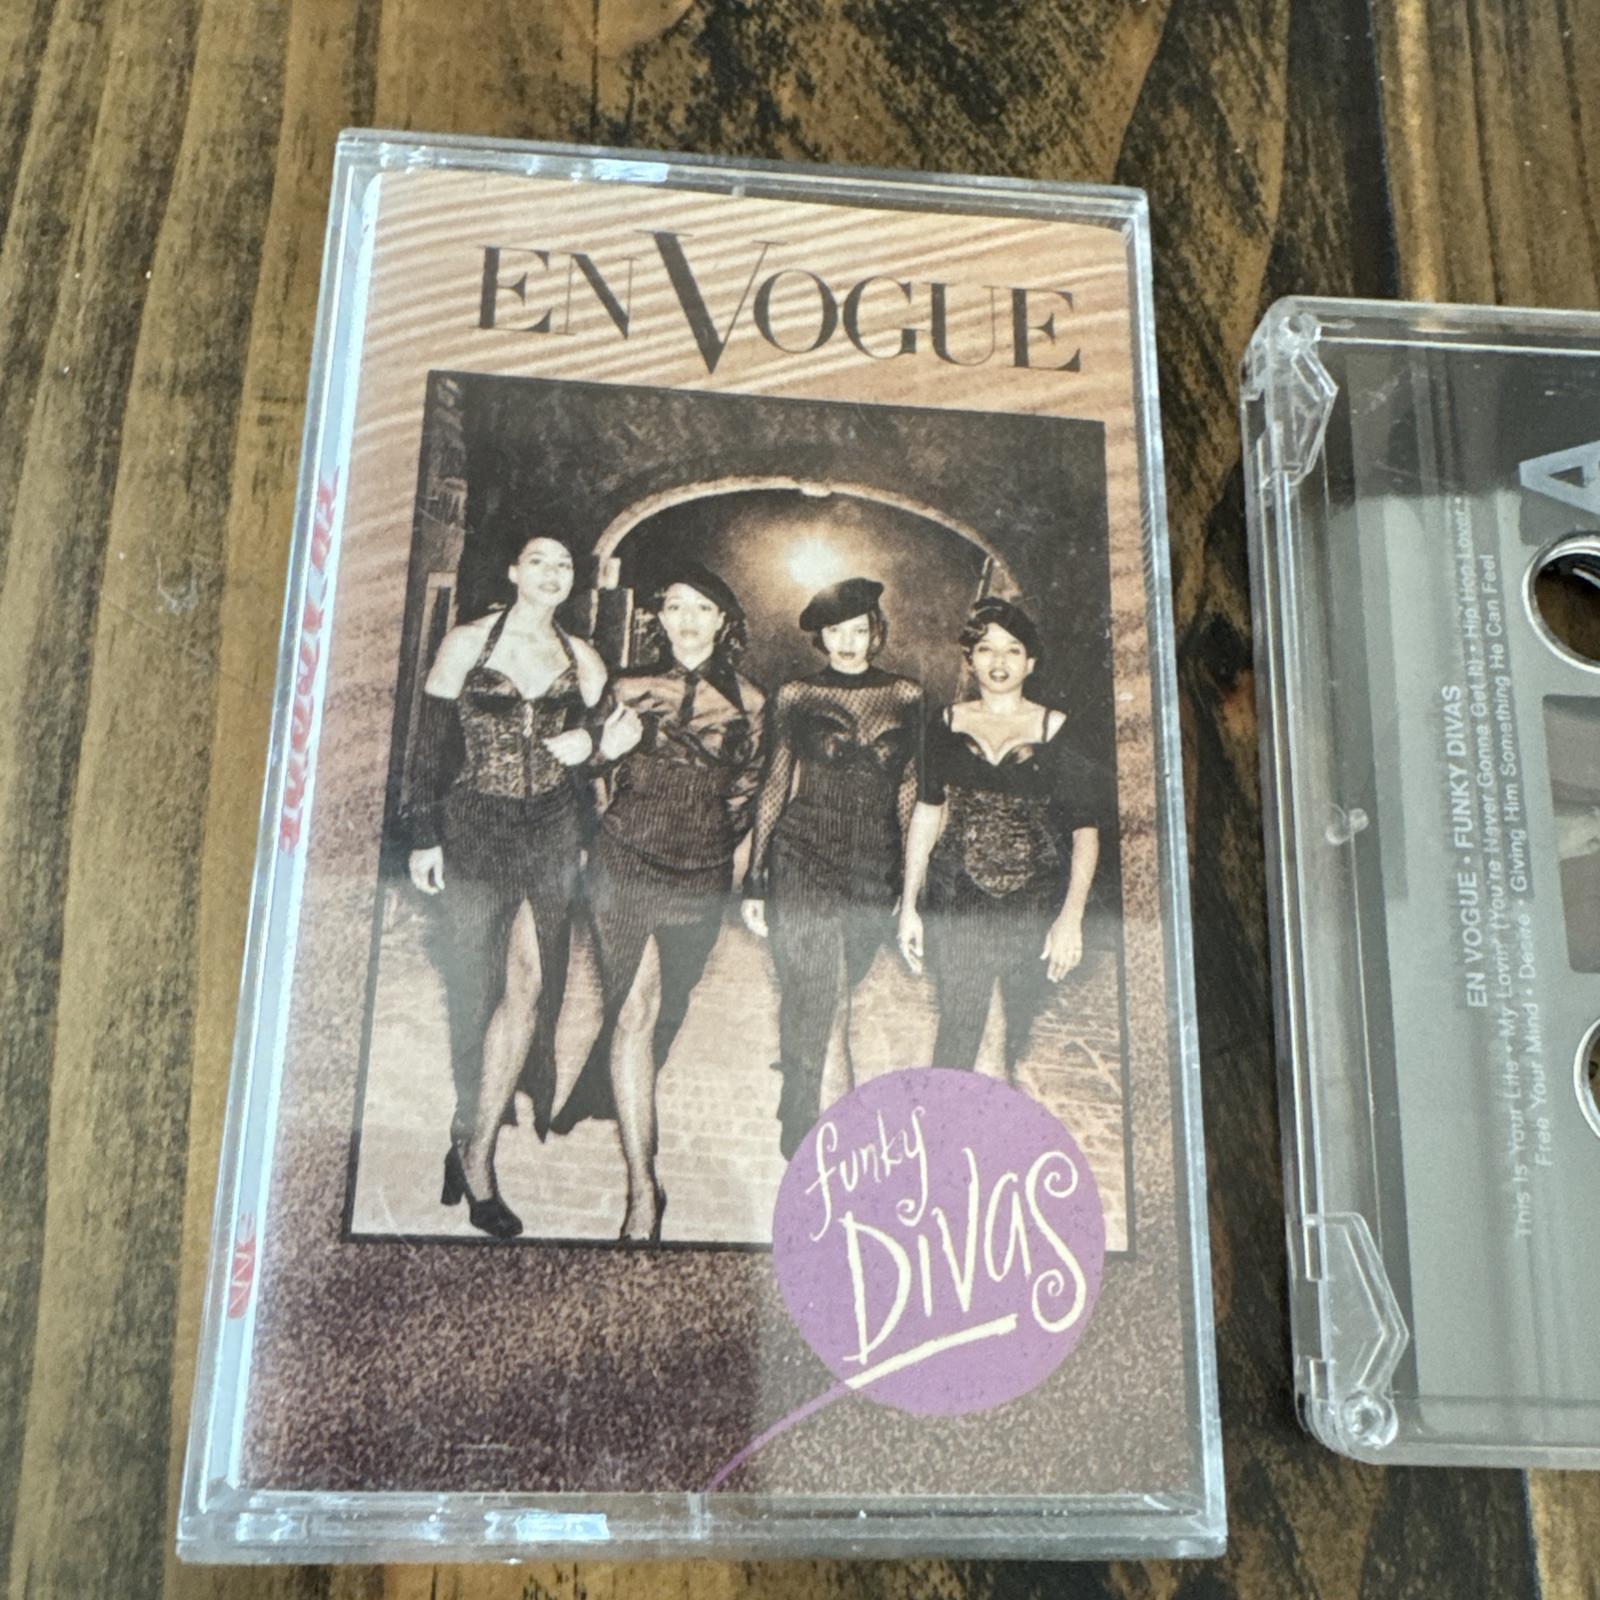 EN VOGUE
funky
DIVAS
A
EN VOGUE • FUNKY DIVAS
This Is Your Life • My Lovin' (You're Never Gonna Get It) • Hip Hop Lover •
Free Your Mind • Desire • Giving Him Something He Can Feel